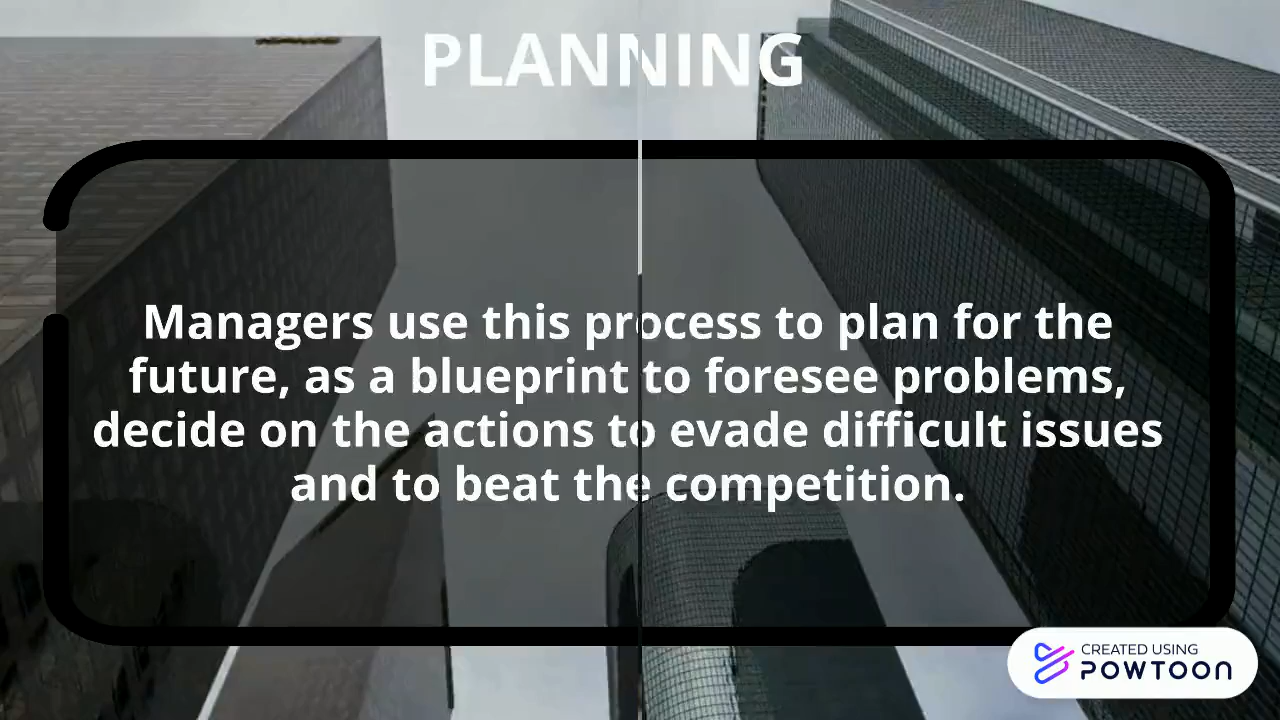 PLANNING
Managers use this process to plan for the
future, as a blueprint to foresee problems,
decide on the actions to evade difficult issues
and to beat the competition.
CREATED USING
POWTOON